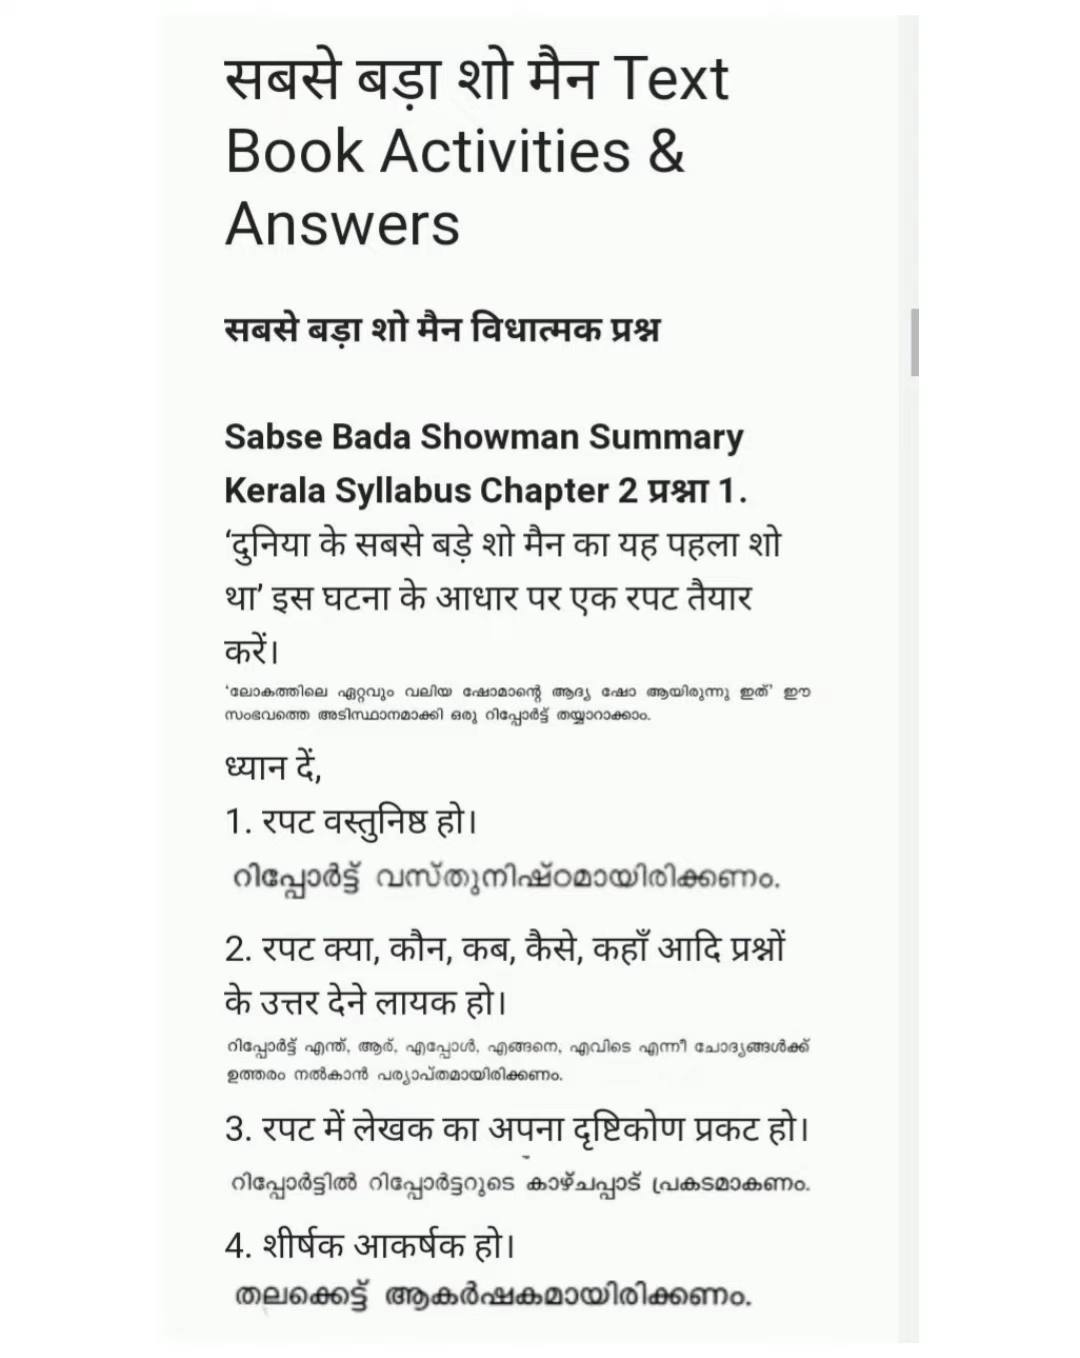 सबसे बड़ा शो मैन Text
Book Activities &
Answers
सबसे बड़ा शो मैन विधात्मक प्रश्न
Sabse Bada Showman Summary
Kerala Syllabus Chapter 2 प्रश्ना 1.
‘दुनिया के सबसे बड़े शो मैन का यह पहला शो
था’ इस घटना के आधार पर एक रपट तैयार
करें।
‘ലോകത്തിലെ ഏറ്റവും വലിയ ഷോമാന്റെ ആദ്യ ഷോ ആയിരുന്നു ഇത്’ ഈ
സംഭവത്തെ അടിസ്ഥാനമാക്കി ഒരു റിപ്പോർട്ട് തയ്യാറാക്കാം.
ध्यान दें,
1. रपट वस्तुनिष्ठ हो।
റിപ്പോർട്ട് വസ്തുനിഷ്ഠമായിരിക്കണം.
2. रपट क्या, कौन, कब, कैसे, कहाँ आदि प्रश्नों
के उत्तर देने लायक हो।
റിപ്പോർട്ട് എന്ത്, ആര്, എപ്പോൾ, എങ്ങനെ, എവിടെ എന്നീ ചോദ്യങ്ങൾക്ക്
ഉത്തരം നൽകാൻ പര്യാപ്തമായിരിക്കണം.
3. रपट में लेखक का अपना दृष्टिकोण प्रकट हो।
റിപ്പോർട്ടിൽ റിപ്പോർട്ടറുടെ കാഴ്ചപ്പാട് പ്രകടമാകണം.
4. शीर्षक आकर्षक हो।
തലക്കെട്ട് ആകർഷകമായിരിക്കണം.